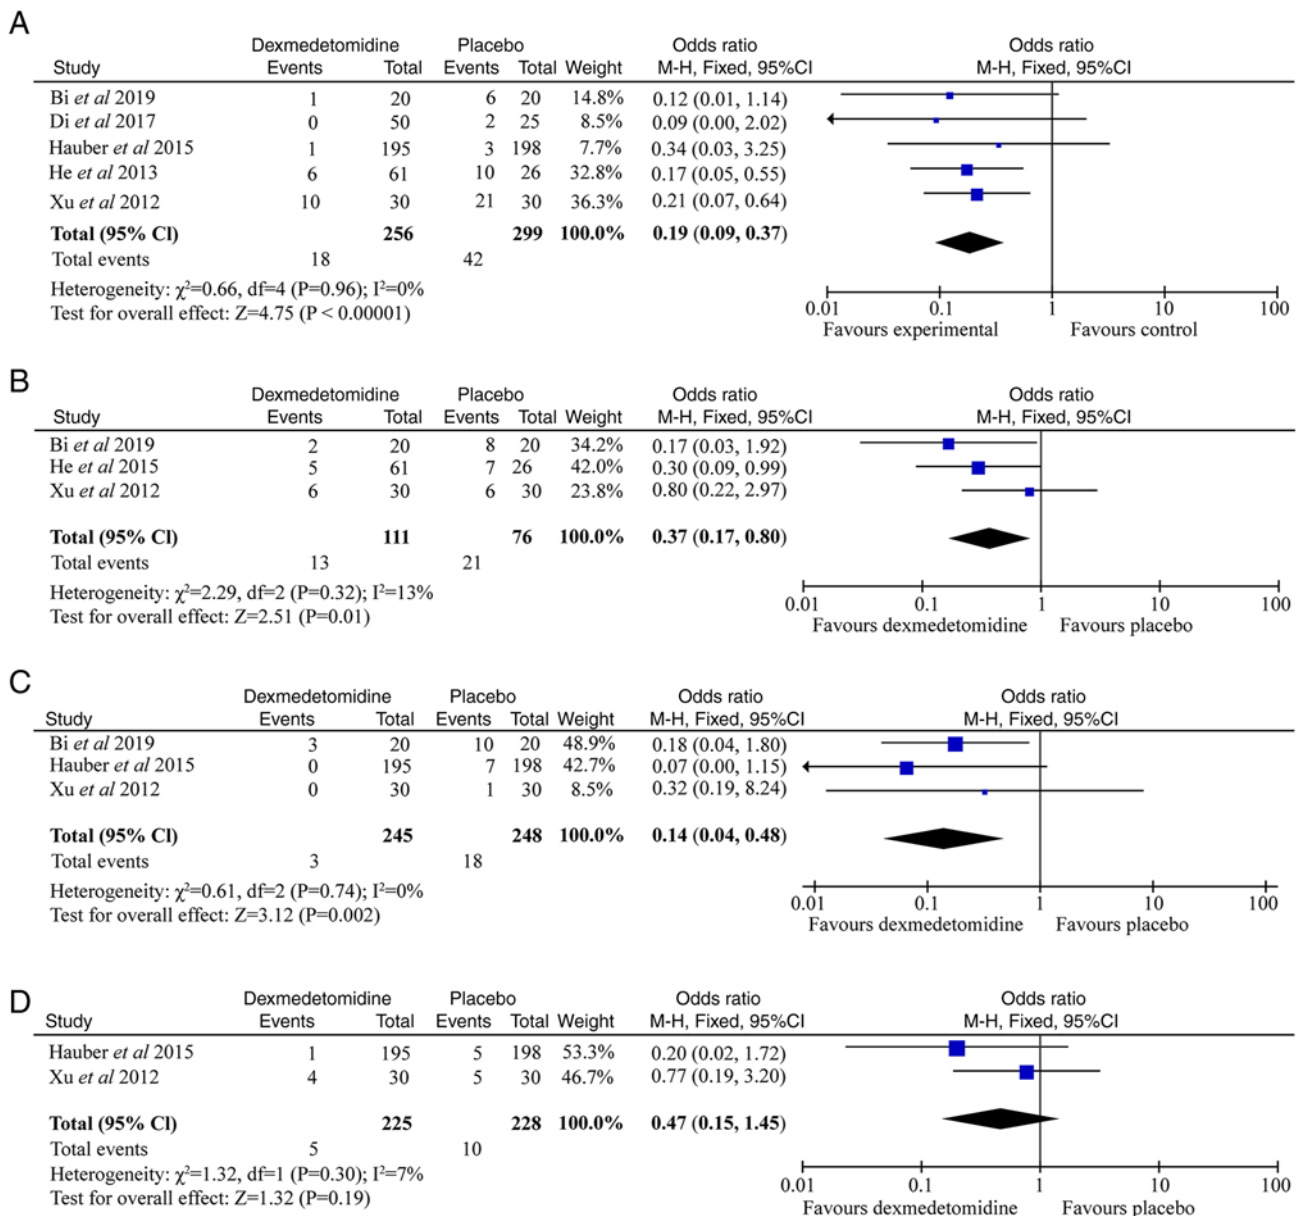 A
Dexmedetomidine Placebo Odds ratio Odds ratio
Study Events Total Events Total Weight M-H, Fixed, 95%CI M-H, Fixed, 95%CI
Bi et al 2019 1 20 6 20 14.8% 0.12 (0.01, 1.14)
Di et al 2017 0 50 2 25 8.5% 0.09 (0.00, 2.02)
Hauber et al 2015 1 195 3 198 7.7% 0.34 (0.03, 3.25)
He et al 2013 6 61 10 26 32.8% 0.17 (0.05, 0.55)
Xu et al 2012 10 30 21 30 36.3% 0.21 (0.07, 0.64)
Total (95% CI) 256 299 100.0% 0.19 (0.09, 0.37)
Total events 18 42
Heterogeneity: χ²=0.66, df=4 (P=0.96); I²=0%
Test for overall effect: Z=4.75 (P < 0.00001)
0.01 0.1 1 10 100
Favours experimental Favours control
B
Dexmedetomidine Placebo Odds ratio Odds ratio
Study Events Total Events Total Weight M-H, Fixed, 95%CI M-H, Fixed, 95%CI
Bi et al 2019 2 20 8 20 34.2% 0.17 (0.03, 1.92)
He et al 2015 5 61 7 26 42.0% 0.30 (0.09, 0.99)
Xu et al 2012 6 30 6 30 23.8% 0.80 (0.22, 2.97)
Total (95% CI) 111 76 100.0% 0.37 (0.17, 0.80)
Total events 13 21
Heterogeneity: χ²=2.29, df=2 (P=0.32); I²=13%
Test for overall effect: Z=2.51 (P=0.01)
0.01 0.1 1 10 100
Favours dexmedetomidine Favours placebo
C
Dexmedetomidine Placebo Odds ratio Odds ratio
Study Events Total Events Total Weight M-H, Fixed, 95%CI M-H, Fixed, 95%CI
Bi et al 2019 3 20 10 20 48.9% 0.18 (0.04, 1.80)
Hauber et al 2015 0 195 7 198 42.7% 0.07 (0.00, 1.15)
Xu et al 2012 0 30 1 30 8.5% 0.32 (0.19, 8.24)
Total (95% CI) 245 248 100.0% 0.14 (0.04, 0.48)
Total events 3 18
Heterogeneity: χ²=0.61, df=2 (P=0.74); I²=0%
Test for overall effect: Z=3.12 (P=0.002)
0.01 0.1 1 10 100
Favours dexmedetomidine Favours placebo
D
Dexmedetomidine Placebo Odds ratio Odds ratio
Study Events Total Events Total Weight M-H, Fixed, 95%CI M-H, Fixed, 95%CI
Hauber et al 2015 1 195 5 198 53.3% 0.20 (0.02, 1.72)
Xu et al 2012 4 30 5 30 46.7% 0.77 (0.19, 3.20)
Total (95% CI) 225 228 100.0% 0.47 (0.15, 1.45)
Total events 5 10
Heterogeneity: χ²=1.32, df=1 (P=0.30); I²=7%
Test for overall effect: Z=1.32 (P=0.19)
0.01 0.1 1 10 100
Favours dexmedetomidine Favours placebo